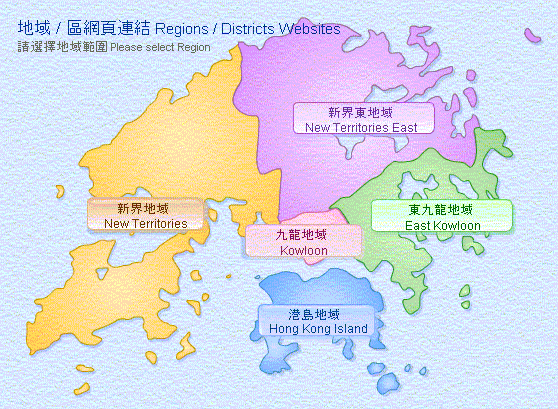 地域 / 區網頁連結 Regions / Districts Websites
請選擇地域範圍 Please select Region
新界東地域
New Territories East
新界地域
New Territories
東九龍地域
East Kowloon
九龍地域
Kowloon
港島地域
Hong Kong Island